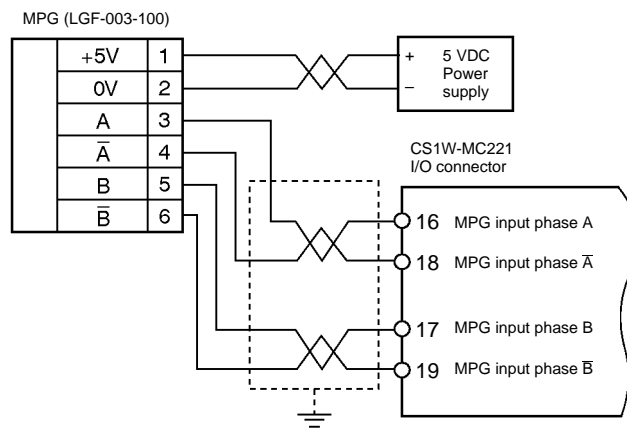 MPG (LGF-003-100)
+5V 1
0V 2
A 3
A̅ 4
B 5
B̅ 6
+
−
5 VDC
Power
supply
CS1W-MC221
I/O connector
16 MPG input phase A
18 MPG input phase A̅
17 MPG input phase B
19 MPG input phase B̅